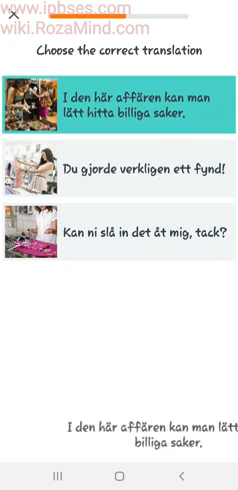 www.ipbses.com
wiki.RozaMind.com
Choose the correct translation
I den här affären kan man
lätt hitta billiga saker.
Du gjorde verkligen ett fynd!
Kan ni slå in det åt mig, tack?
I den här affären kan man lätt
billiga saker.